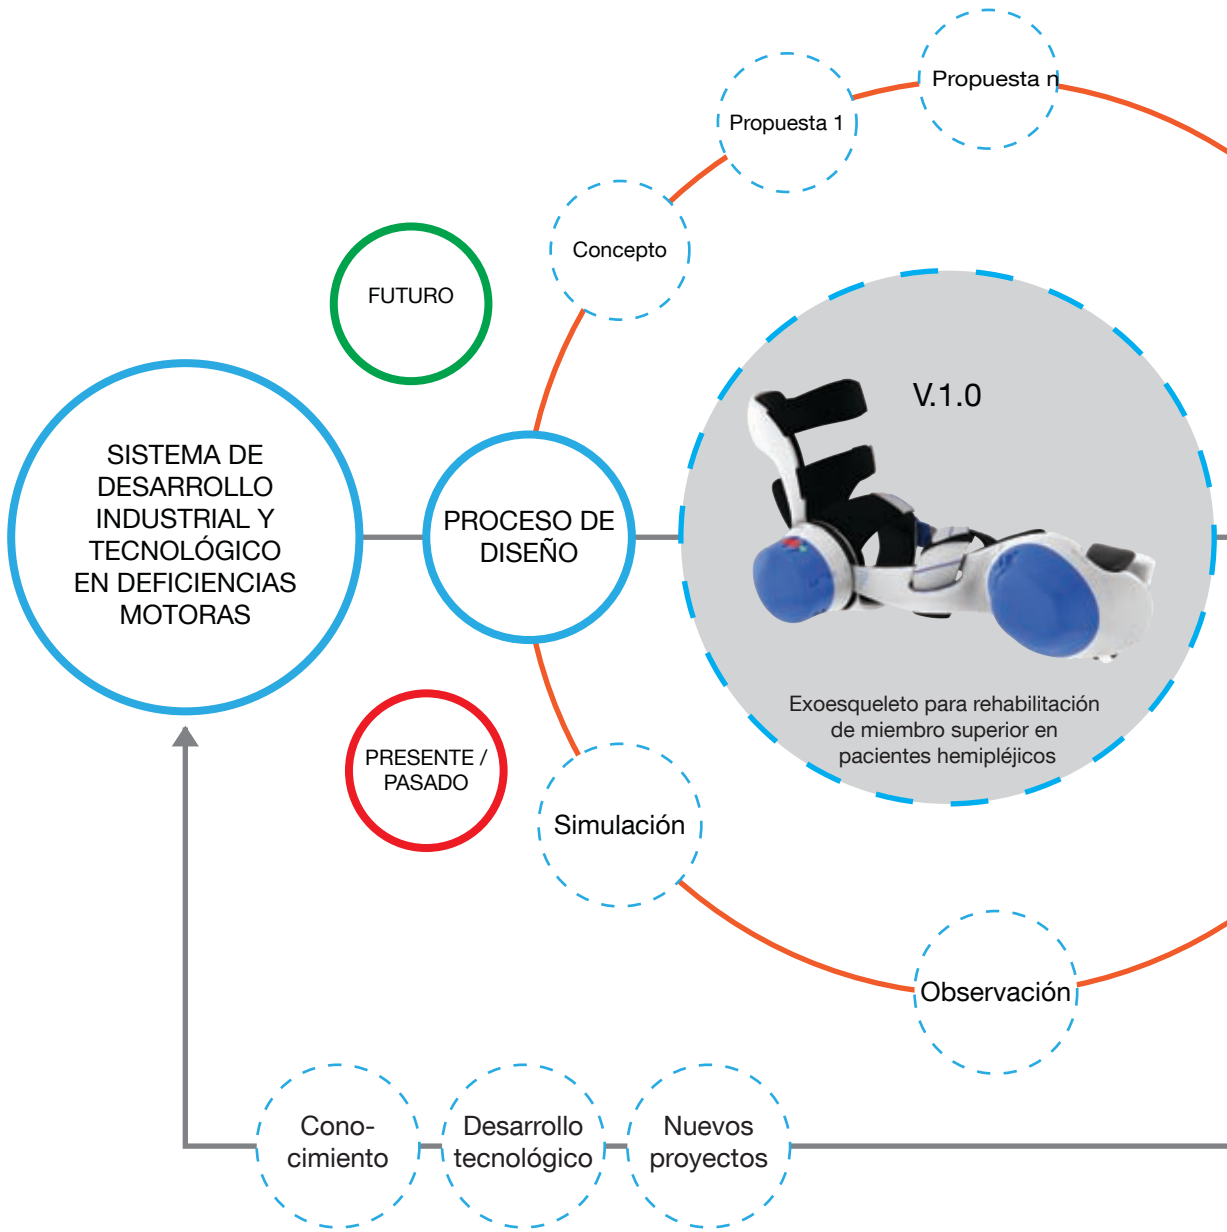 Propuesta n
Propuesta 1
Concepto
FUTURO
V.1.0
SISTEMA DE
DESARROLLO
INDUSTRIAL Y
TECNOLÓGICO
EN DEFICIENCIAS
MOTORAS
PROCESO DE
DISEÑO
Exoesqueleto para rehabilitación
de miembro superior en
pacientes hemipléjicos
PRESENTE /
PASADO
Simulación
Observación
Cono-
cimiento
Desarrollo
tecnológico
Nuevos
proyectos